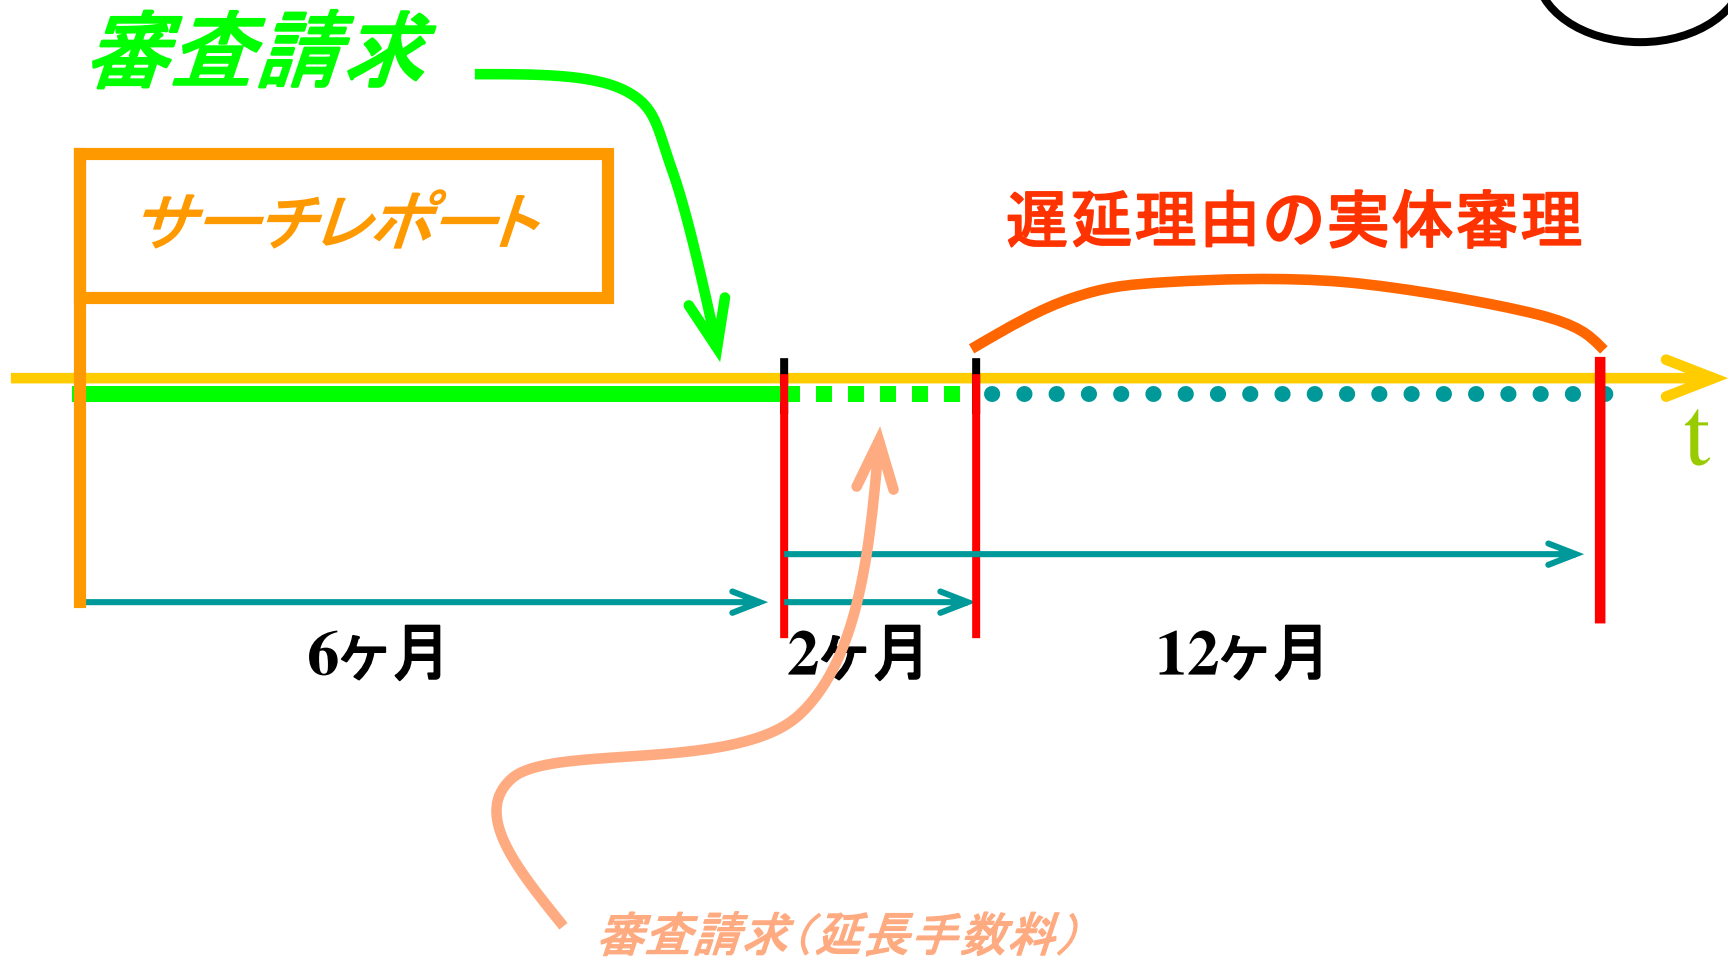 審査請求
サーチレポート
遅延理由の実体審理
t
6ヶ月
2ヶ月
12ヶ月
審査請求（延長手数料）